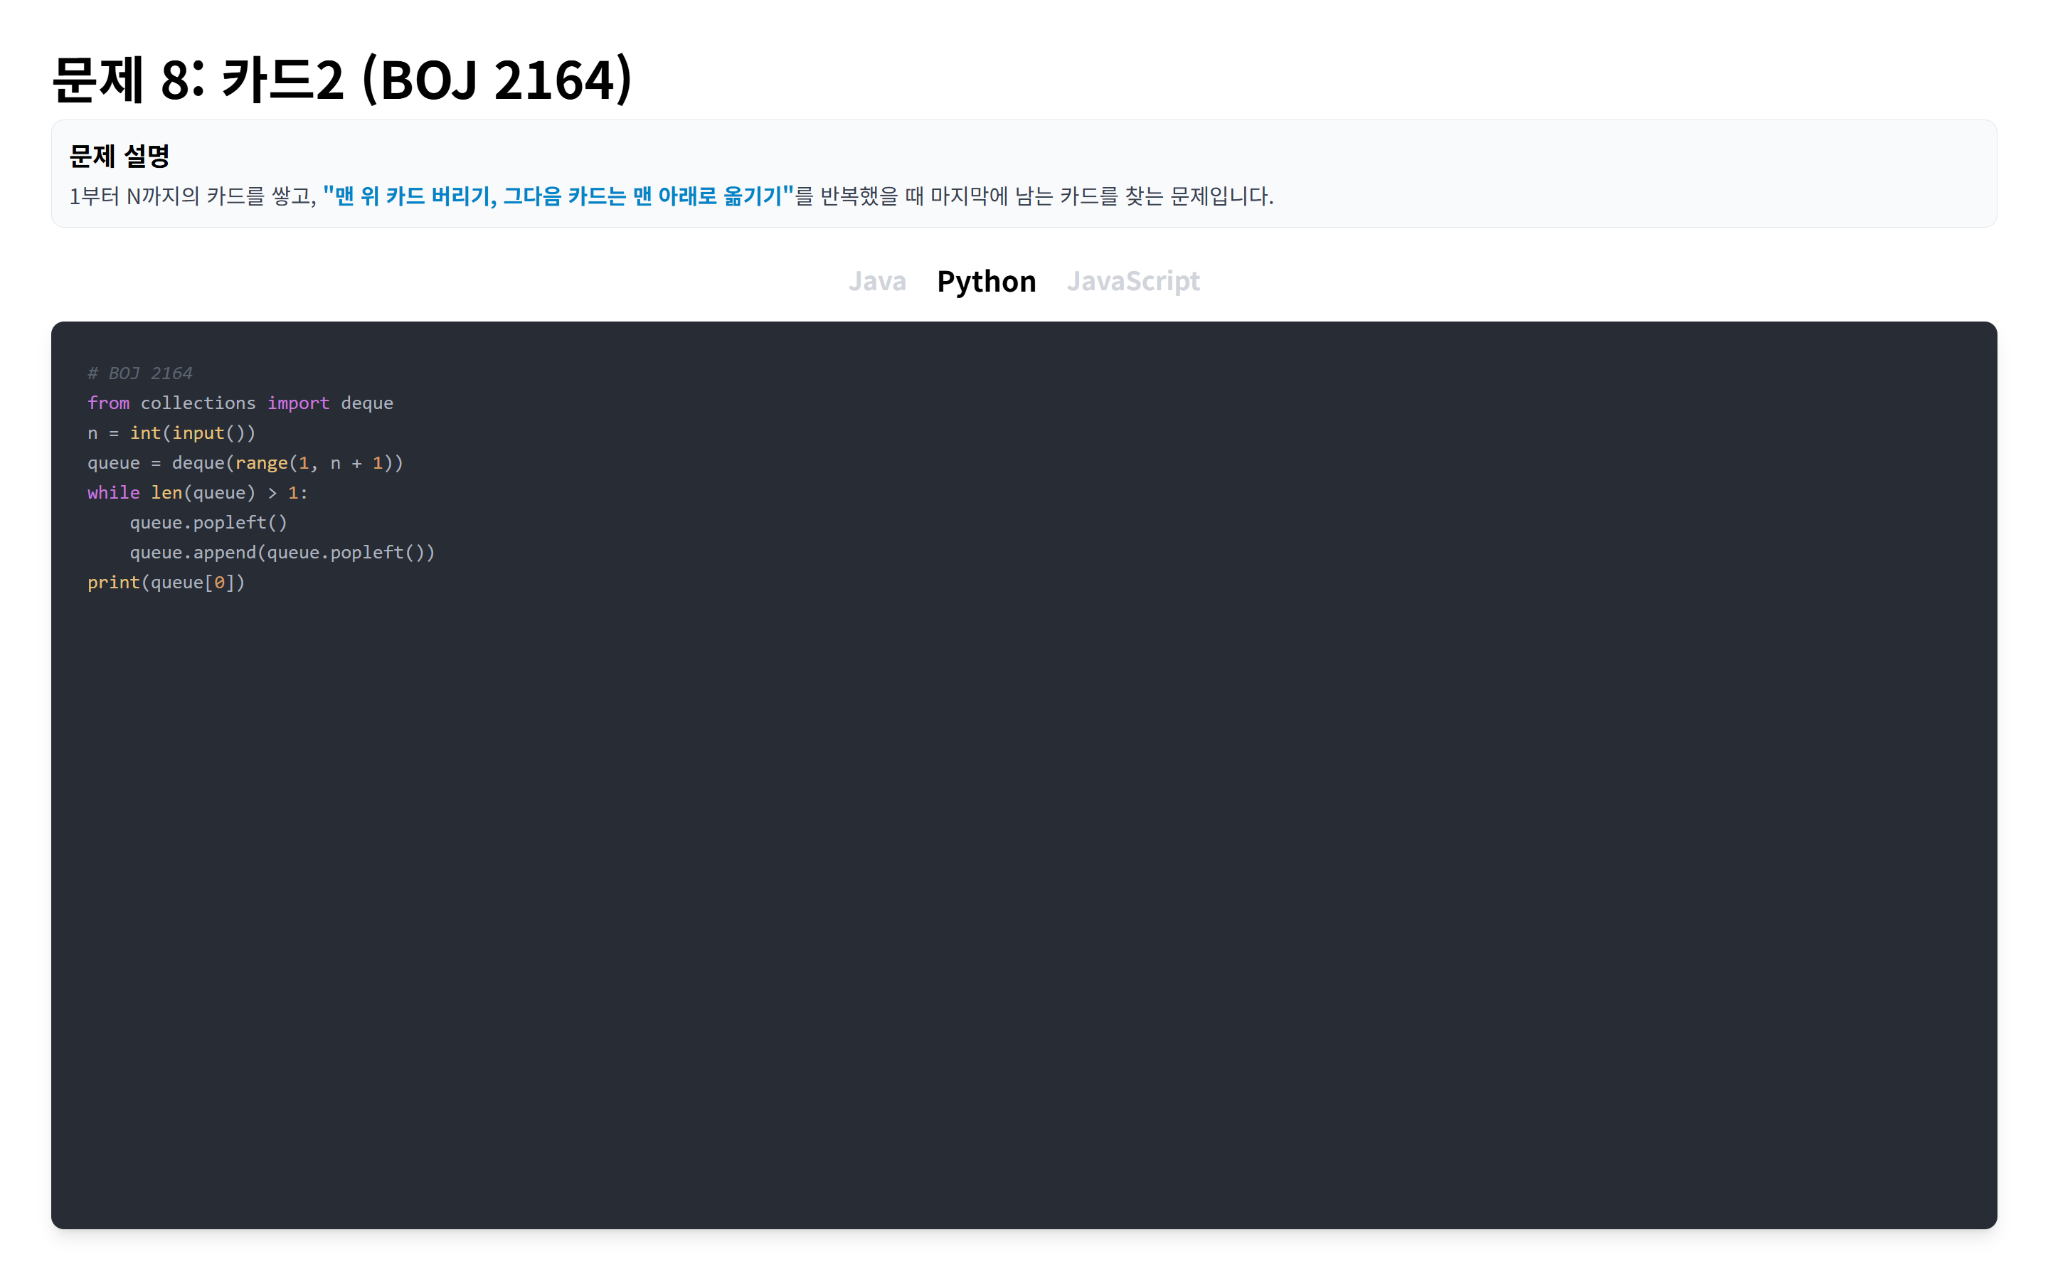 문제 8: 카드2 (BOJ 2164)
문제 설명
1부터 N까지의 카드를 쌓고, "맨 위 카드 버리기, 그다음 카드는 맨 아래로 옮기기"를 반복했을 때 마지막에 남는 카드를 찾는 문제입니다.
Java Python JavaScript
# BOJ 2164
from collections import deque
n = int(input())
queue = deque(range(1, n + 1))
while len(queue) > 1:
    queue.popleft()
    queue.append(queue.popleft())
print(queue[0])